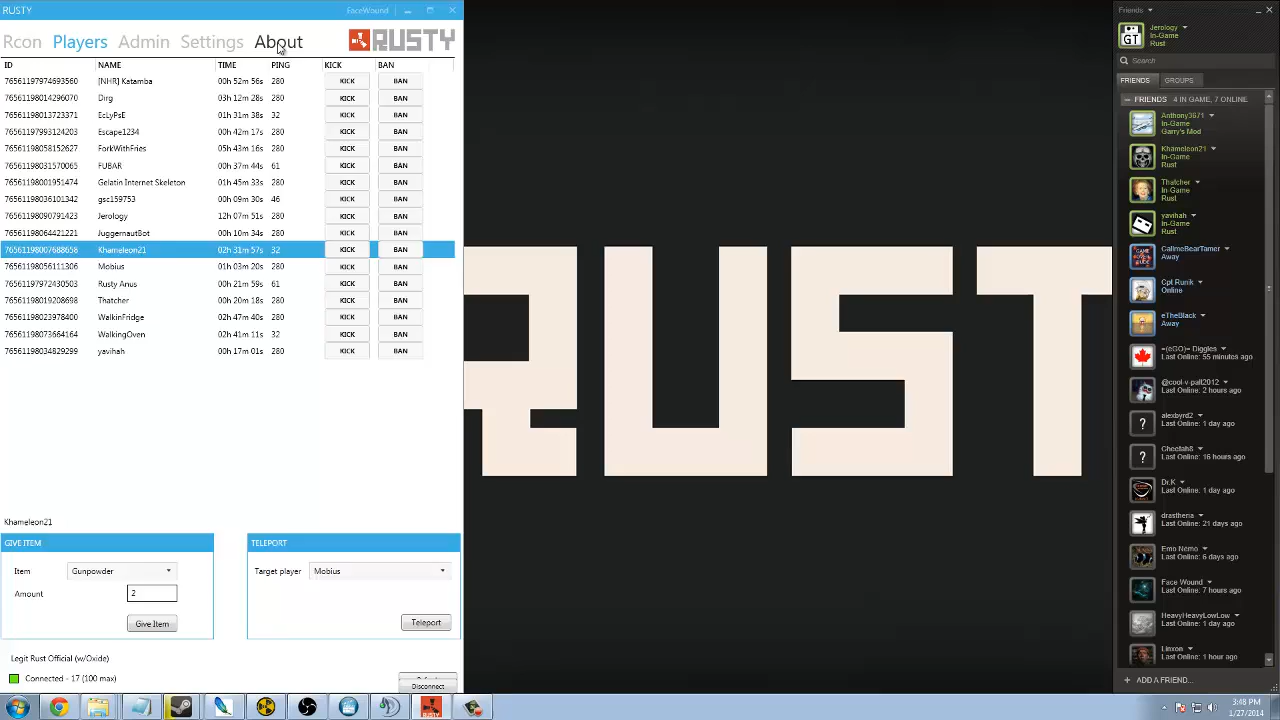 RUSTY
FaceWound
Rcon Players Admin Settings About
RUSTY
ID NAME TIME PING KICK BAN
76561197974693560 [NHR] Katamba 00h 52m 56s 280 KICK BAN
76561198014296070 Dirg 03h 12m 28s 280 KICK BAN
76561198013723371 EcLyPsE 01h 31m 38s 32 KICK BAN
76561197993124203 Escape1234 00h 42m 17s 280 KICK BAN
76561198058152627 ForkWithFries 05h 43m 16s 280 KICK BAN
76561198031570065 FUBAR 00h 37m 44s 61 KICK BAN
76561198001951474 Gelatin Internet Skeleton 01h 45m 33s 280 KICK BAN
76561198036101342 gsc159753 00h 09m 30s 46 KICK BAN
76561198090791423 Jerology 12h 07m 51s 280 KICK BAN
76561198064421221 JuggernautBot 00h 10m 34s 280 KICK BAN
76561198007688658 Khameleon21 02h 31m 57s 32 KICK BAN
76561198056111306 Mobius 01h 03m 20s 280 KICK BAN
76561197972430503 Rusty Anus 00h 21m 59s 61 KICK BAN
76561198019208698 Thatcher 00h 20m 18s 280 KICK BAN
76561198023978400 WalkinFridge 02h 47m 40s 280 KICK BAN
76561198073664164 WalkingOven 02h 41m 11s 32 KICK BAN
76561198034829299 yavihah 00h 17m 01s 280 KICK BAN
Khameleon21
GIVE ITEM
Item Gunpowder
Amount 2
Give Item
TELEPORT
Target player Mobius
Teleport
Legit Rust Official (w/Oxide)
Connected - 17 (100 max)
Disconnect
RUST
Friends
GT
Jerology
In-Game
Rust
Search
FRIENDS GROUPS
FRIENDS 4 IN GAME, 7 ONLINE
Anthony3671
In-Game
Garry's Mod
Khameleon21
In-Game
Rust
Thatcher
In-Game
Rust
yavihah
In-Game
Rust
CallmeBearTamer
Away
Cpt Runik
Online
eTheBlack
Away
=(eGO)= Diggles
Last Online: 55 minutes ago
@cool-v-palt2012
Last Online: 2 hours ago
alexbyrd2
Last Online: 1 day ago
Cheellah8
Last Online: 16 hours ago
Dr.K
Last Online: 1 day ago
drastheria
Last Online: 21 days ago
Emo Nemo
Last Online: 6 days ago
Face Wound
Last Online: 7 hours ago
HeavyHeavyLowLow
Last Online: 1 day ago
Linxon
Last Online: 1 hour ago
ADD A FRIEND...
RUSTY
3:48 PM
1/27/2014